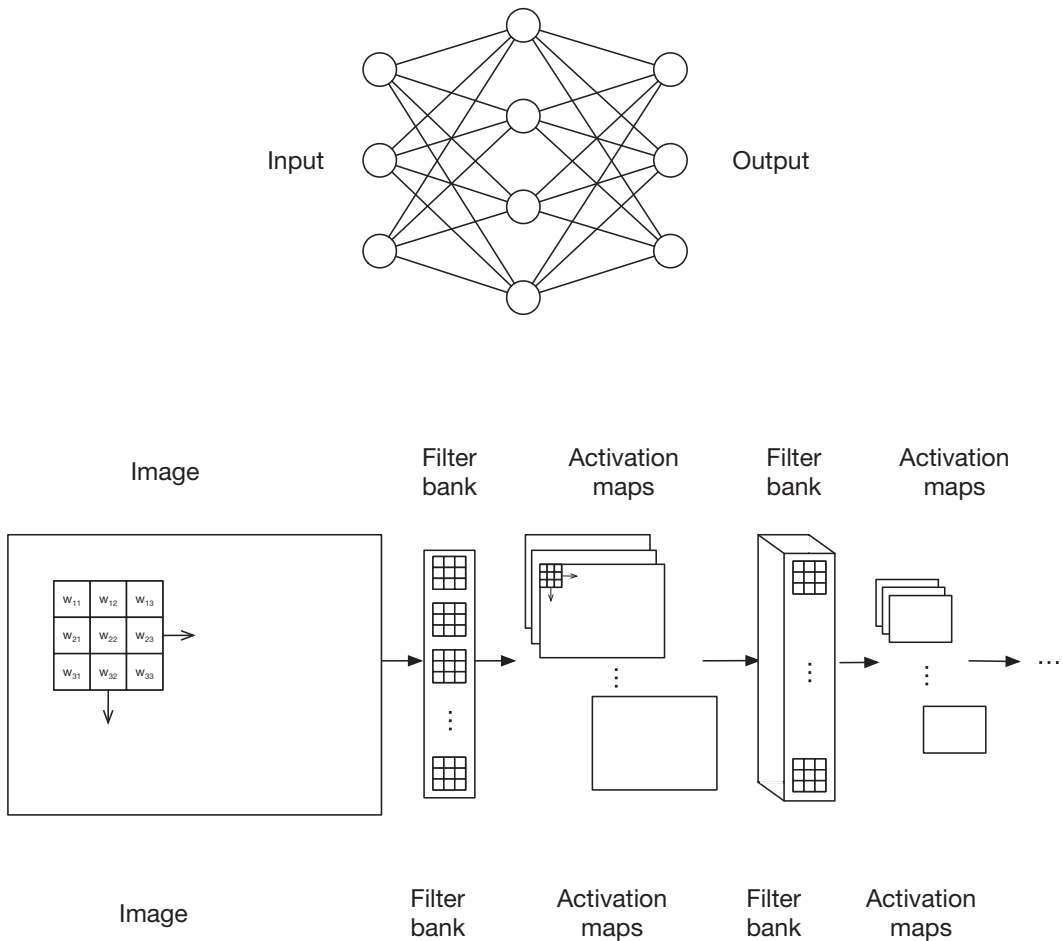 Input
Output
Image
Filter
bank
Activation
maps
Filter
bank
Activation
maps
w11 w12 w13
w21 w22 w23
w31 w32 w33
⋮
⋮
⋮
⋮
...
Image
Filter
bank
Activation
maps
Filter
bank
Activation
maps